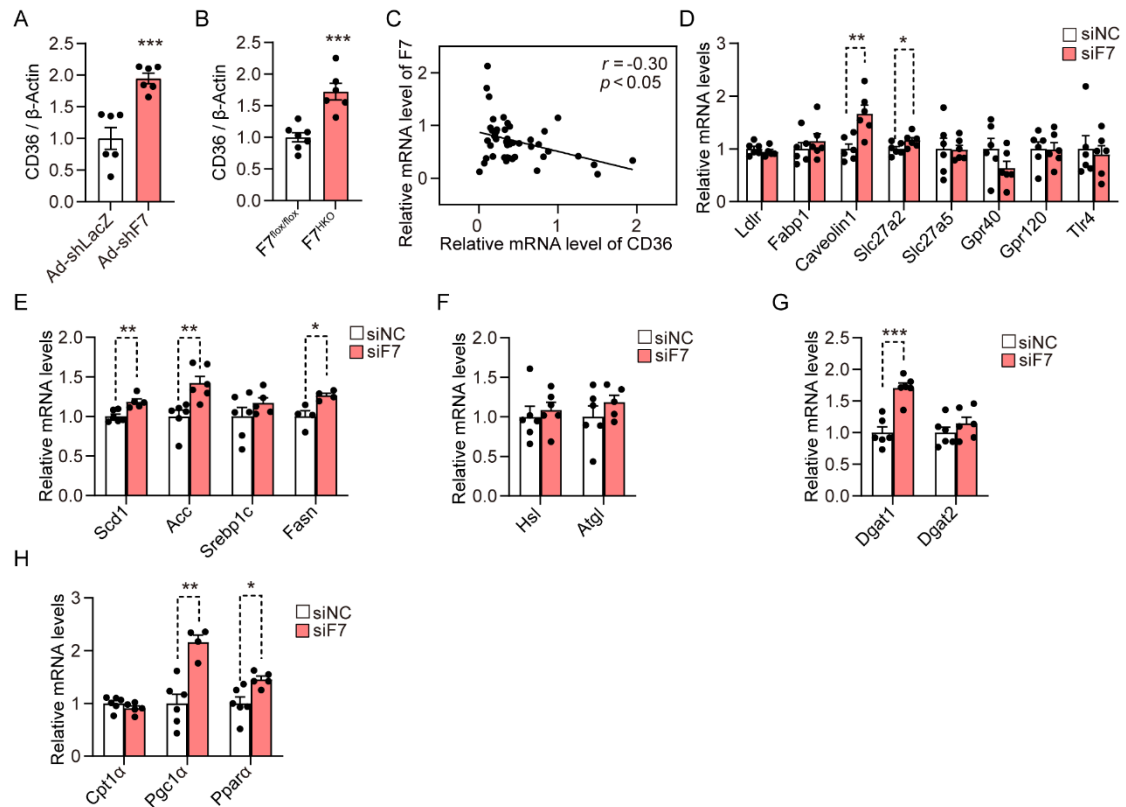 A
CD36 / β-Actin
2.5
2.0
1.5
1.0
0.5
0.0
***
Ad-shLacZ
Ad-shF7
B
CD36 / β-Actin
2.5
2.0
1.5
1.0
0.5
0.0
***
F7flox/flox
F7HKO
C
Relative mRNA level of F7
2
1
0
r = -0.30
p < 0.05
0
1
2
Relative mRNA level of CD36
D
Relative mRNA levels
3
2
1
0
**
*
siNC
siF7
Ldlr
Fabp1
Caveolin1
Slc27a2
Slc27a5
Gpr40
Gpr120
Tlr4
E
Relative mRNA levels
2.0
1.5
1.0
0.5
0.0
**
**
*
siNC
siF7
Scd1
Acc
Srebp1c
Fasn
F
Relative mRNA levels
2.0
1.5
1.0
0.5
0.0
siNC
siF7
Hsl
Atgl
G
Relative mRNA levels
2.5
2.0
1.5
1.0
0.5
0.0
***
siNC
siF7
Dgat1
Dgat2
H
Relative mRNA levels
3
2
1
0
**
*
siNC
siF7
Cpt1α
Pgc1α
Pparα